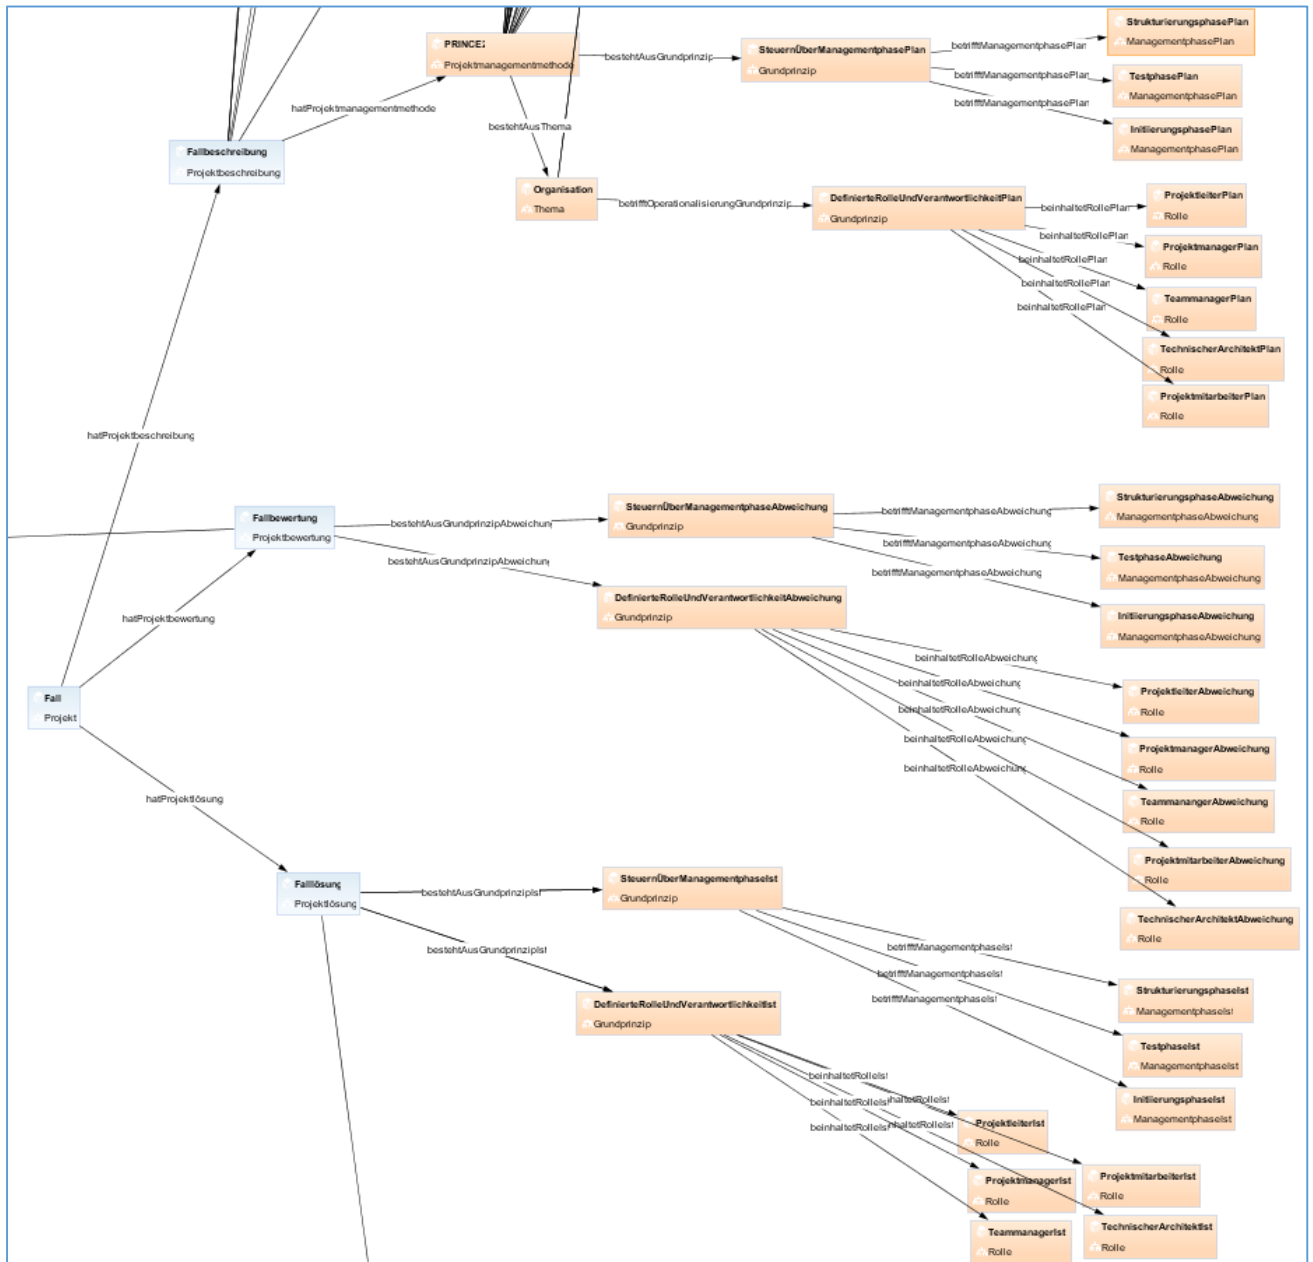 StrukturierungsphasePlan
ManagementphasePlan
PRINCE2
Projektmanagementmethode
bestehtAusGrundprinzip
SteuernÜberManagementphasePlan
Grundprinzip
betrifftManagementphasePlan
betrifftManagementphasePlan
betrifftManagementphasePlan
TestphasePlan
ManagementphasePlan
InitiierungsphasePlan
ManagementphasePlan
hatProjektmanagementmethode
bestehtAusThema
Fallbeschreibung
Projektbeschreibung
Organisation
Thema
betrifftOperationalisierungGrundprinzip
DefinierteRolleUndVerantwortlichkeitPlan
Grundprinzip
beinhaltetRollePlan
beinhaltetRollePlan
beinhaltetRollePlan
beinhaltetRollePlan
beinhaltetRollePlan
ProjektleiterPlan
Rolle
ProjektmanagerPlan
Rolle
TeammanagerPlan
Rolle
TechnischerArchitektPlan
Rolle
ProjektmitarbeiterPlan
Rolle
hatProjektbeschreibung
Fallbewertung
Projektbewertung
bestehtAusGrundprinzipAbweichung
bestehtAusGrundprinzipAbweichung
SteuernÜberManagementphaseAbweichung
Grundprinzip
betrifftManagementphaseAbweichung
betrifftManagementphaseAbweichung
betrifftManagementphaseAbweichung
StrukturierungsphaseAbweichung
ManagementphaseAbweichung
TestphaseAbweichung
ManagementphaseAbweichung
InitiierungsphaseAbweichung
ManagementphaseAbweichung
DefinierteRolleUndVerantwortlichkeitAbweichung
Grundprinzip
hatProjektbewertung
beinhaltetRolleAbweichung
beinhaltetRolleAbweichung
beinhaltetRolleAbweichung
beinhaltetRolleAbweichung
beinhaltetRolleAbweichung
Fall
Projekt
ProjektleiterAbweichung
Rolle
ProjektmanagerAbweichung
Rolle
TeammanangerAbweichung
Rolle
ProjektmitarbeiterAbweichung
Rolle
TechnischerArchitektAbweichung
Rolle
hatProjektlösung
Falllösung
Projektlösung
bestehtAusGrundprinzipIst
bestehtAusGrundprinzipIst
SteuernÜberManagementphaseIst
Grundprinzip
betrifftManagementphaseIst
betrifftManagementphaseIst
betrifftManagementphaseIst
StrukturierungsphaseIst
ManagementphaseIst
TestphaseIst
ManagementphaseIst
InitiierungsphaseIst
ManagementphaseIst
DefinierteRolleUndVerantwortlichkeitIst
Grundprinzip
beinhaltetRolleIst
beinhaltetRolleIst
haltetRolleIst
haltetRolleIst
beinhaltetRolleIst
ProjektleiterIst
Rolle
ProjektmanagerIst
Rolle
ProjektmitarbeiterIst
Rolle
TeammanagerIst
Rolle
TechnischerArchitektIst
Rolle